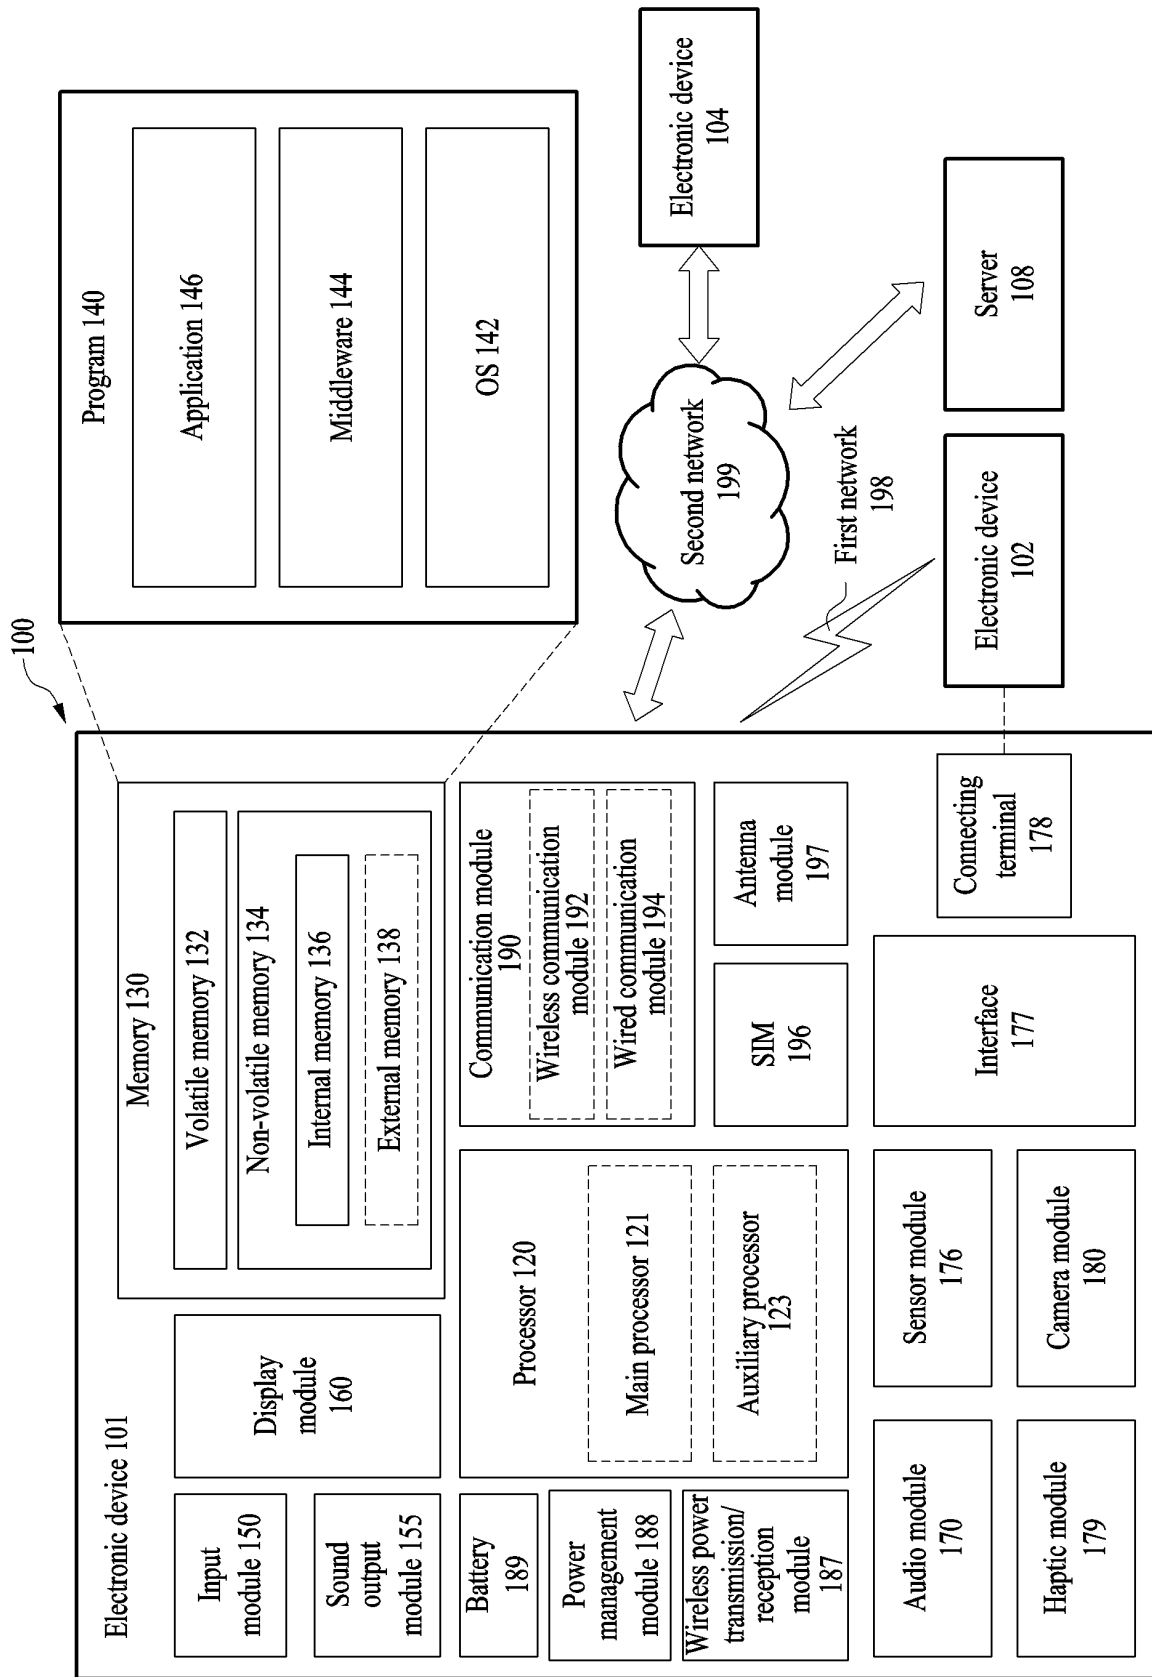 100
Electronic device 101
Input
module 150
Sound
output
module 155
Display
module
160
Memory 130
Volatile memory 132
Non-volatile memory 134
Internal memory 136
External memory 138
Program 140
Application 146
Middleware 144
OS 142
Battery
189
Power
management
module 188
Wireless power
transmission/
reception
module
187
Processor 120
Main processor 121
Auxiliary processor
123
Communication module
190
Wireless communication
module 192
Wired communication
module 194
SIM
196
Antenna
module
197
Second network
199
Electronic device
104
First network
198
Audio module
170
Sensor module
176
Interface
177
Connecting
terminal
178
Haptic module
179
Camera module
180
Electronic device
102
Server
108